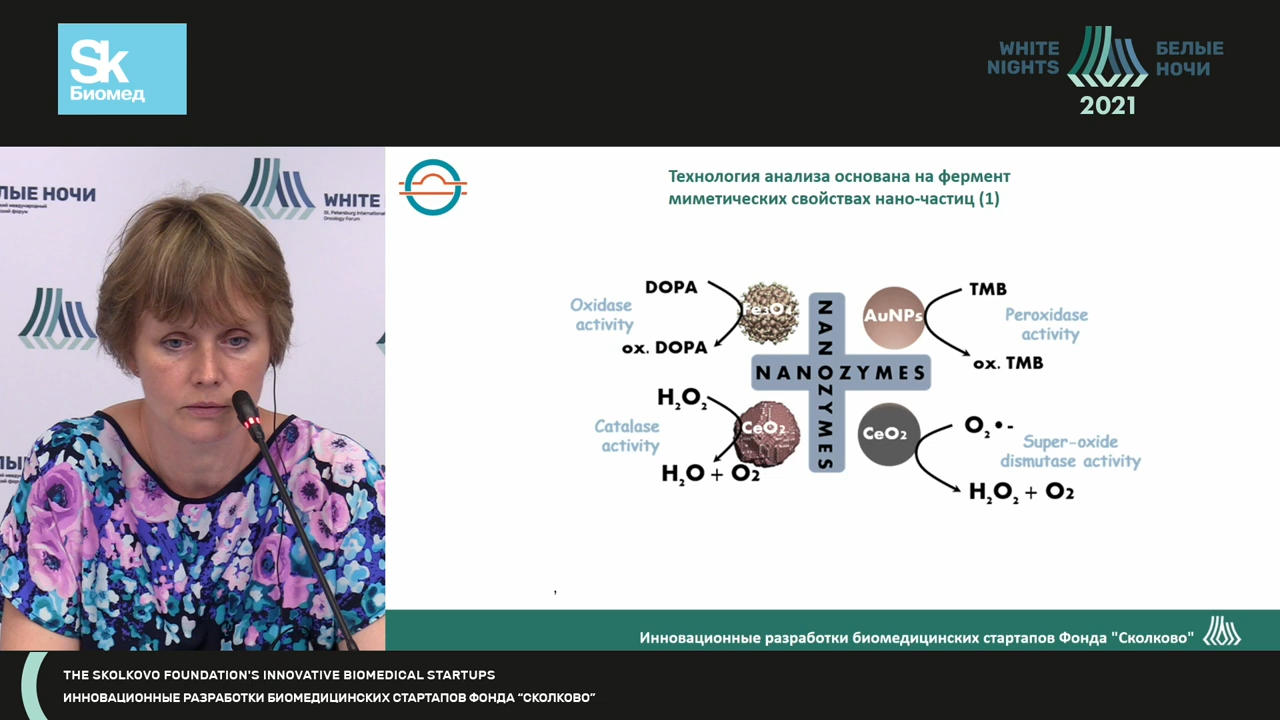 Sk
Биомед
WHITE NIGHTS
БЕЛЫЕ НОЧИ
2021
ЛЫЕ НОЧИ
WHITE
St. Petersburg International
Oncology Forum
Технология анализа основана на фермент
миметических свойствах нано-частиц (1)
DOPA
Oxidase
activity
ox. DOPA
Fe₃O₄
AuNPs
TMB
Peroxidase
activity
ox. TMB
NANOZYMES
NANOZYMES
H₂O₂
Catalase
activity
H₂O + O₂
CeO₂
CeO₂
O₂•-
Super-oxide
dismutase activity
H₂O₂ + O₂
,
Инновационные разработки биомедицинских стартапов Фонда "Сколково"
THE SKOLKOVO FOUNDATION'S INNOVATIVE BIOMEDICAL STARTUPS
ИННОВАЦИОННЫЕ РАЗРАБОТКИ БИОМЕДИЦИНСКИХ СТАРТАПОВ ФОНДА "СКОЛКОВО"